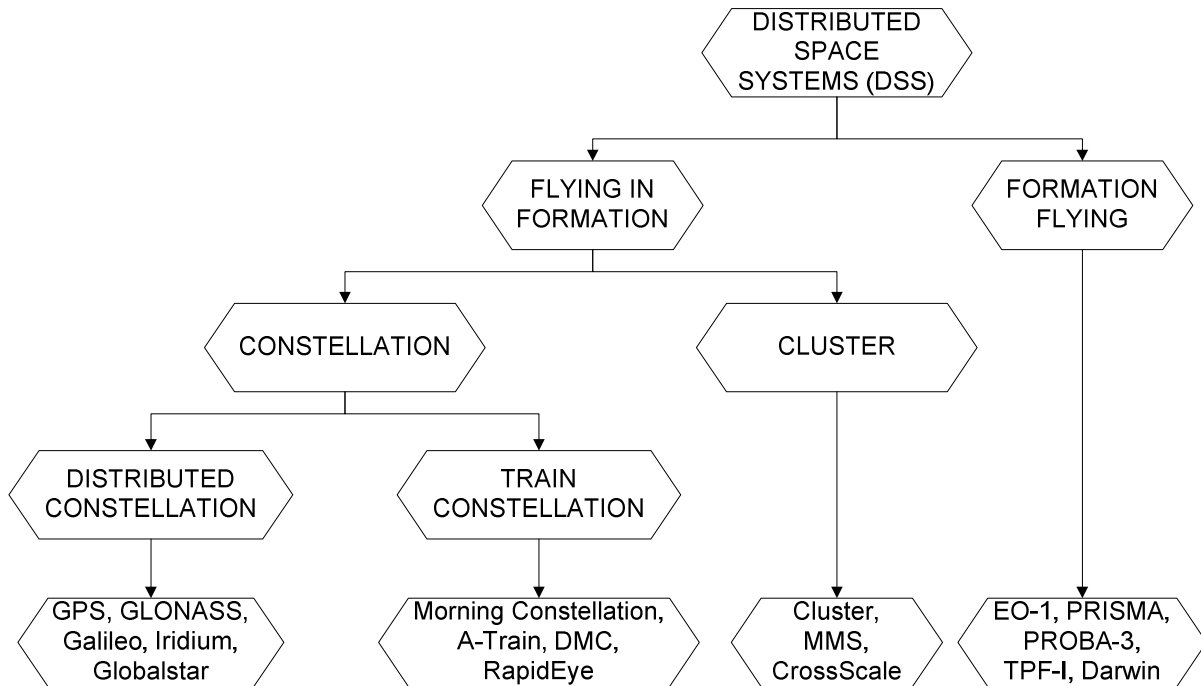 DISTRIBUTED
SPACE
SYSTEMS (DSS)
FLYING IN
FORMATION
FORMATION
FLYING
CONSTELLATION
CLUSTER
DISTRIBUTED
CONSTELLATION
TRAIN
CONSTELLATION
GPS, GLONASS,
Galileo, Iridium,
Globalstar
Morning Constellation,
A-Train, DMC,
RapidEye
Cluster,
MMS,
CrossScale
EO-1, PRISMA,
PROBA-3,
TPF-I, Darwin